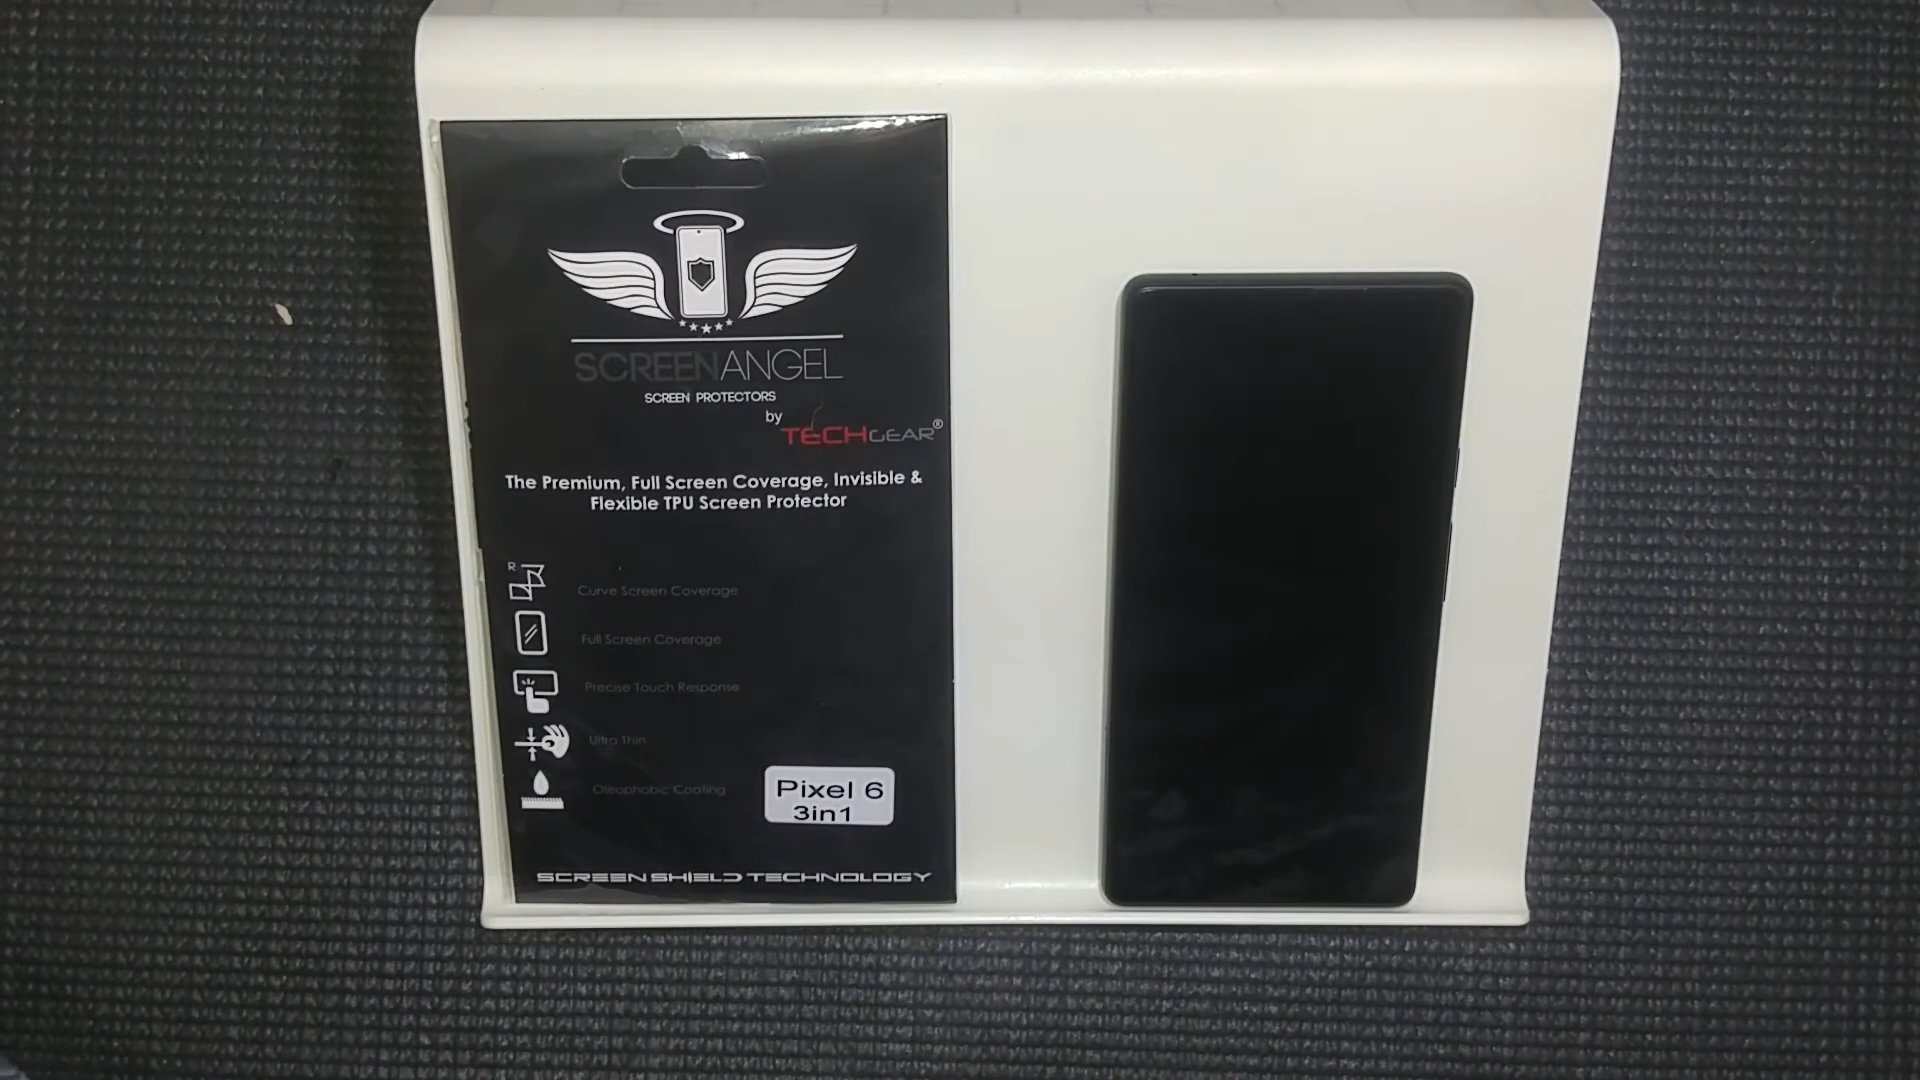 SCREENANGEL
SCREEN PROTECTORS
by
TECHGEAR®
The Premium, Full Screen Coverage, Invisible &
Flexible TPU Screen Protector
R
Curve Screen Coverage
Full Screen Coverage
Precise Touch Response
Ultra Thin
Oleophobic Coating
Pixel 6
3in1
SCREEN SHIELD TECHNOLOGY